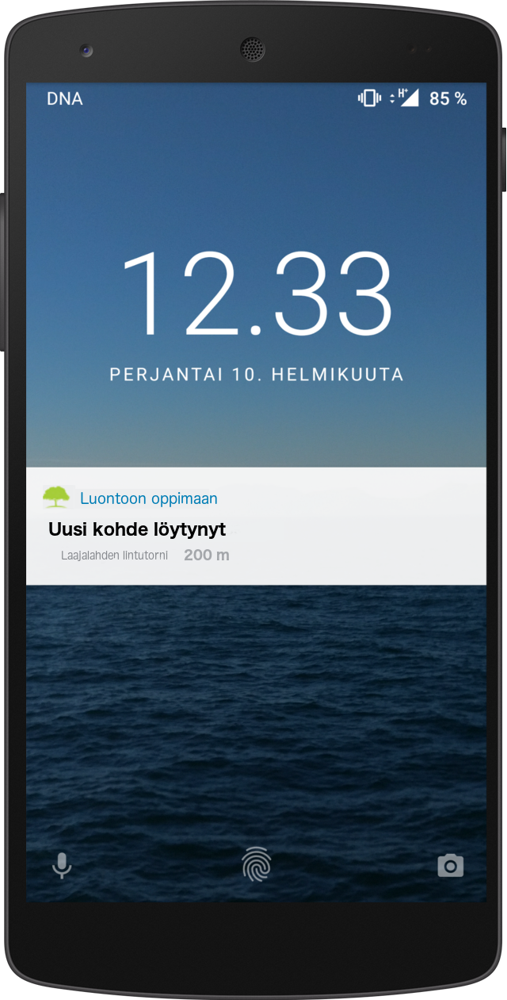 DNA H+ 85 %
12.33
PERJANTAI 10. HELMIKUUTA
Luontoon oppimaan
Uusi kohde löytynyt
Laajalahden lintutorni 200 m